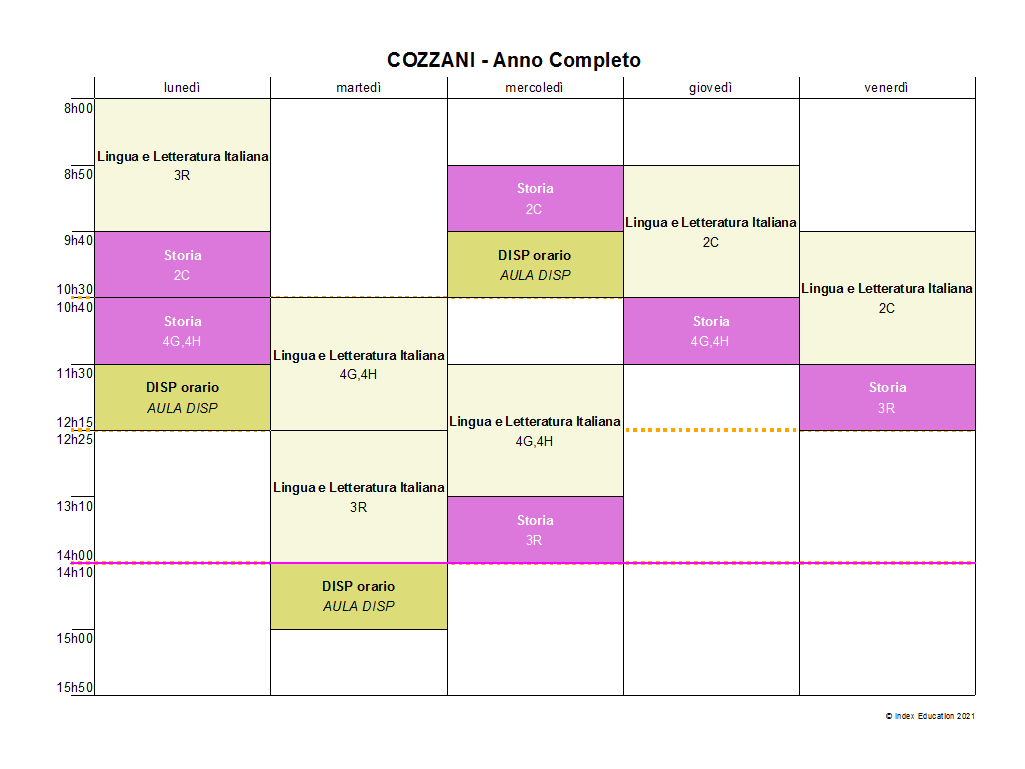 COZZANI - Anno Completo
lunedì martedì mercoledì giovedì venerdì
8h00
Lingua e Letteratura Italiana
3R
8h50
Storia
2C
Lingua e Letteratura Italiana
2C
9h40
Storia
2C
DISP orario
AULA DISP
Lingua e Letteratura Italiana
2C
10h30
10h40
Storia
4G,4H
Lingua e Letteratura Italiana
4G,4H
Storia
4G,4H
11h30
DISP orario
AULA DISP
Lingua e Letteratura Italiana
4G,4H
Storia
3R
12h15
12h25
Lingua e Letteratura Italiana
3R
13h10
Storia
3R
14h00
14h10
DISP orario
AULA DISP
15h00
15h50
© Index Education 2021